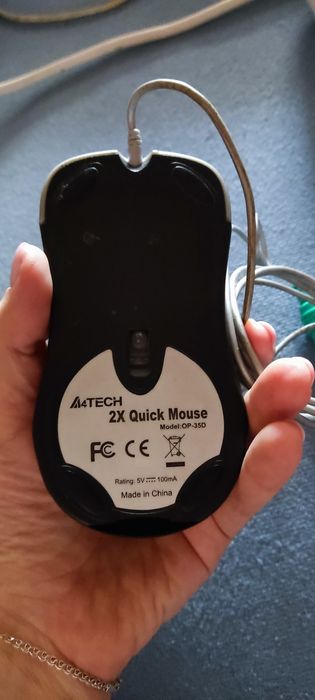 A4TECH
2X Quick Mouse
Model:OP-35D
FC CE
Rating: 5V 100mA
Made in China